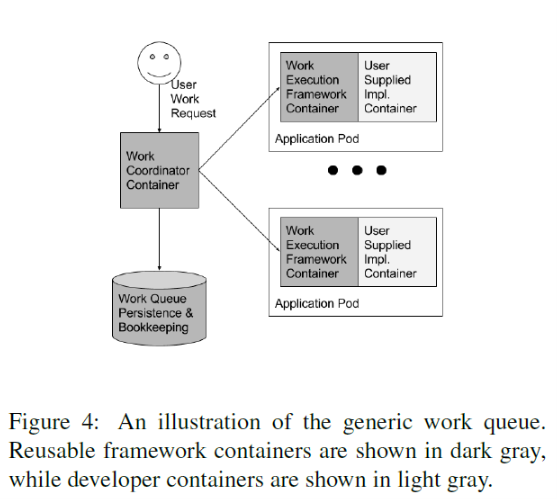 User
Work
Request
Work
Coordinator
Container
Work Queue
Persistence &
Bookkeeping
Work
Execution
Framework
Container
User
Supplied
Impl.
Container
Application Pod
Work
Execution
Framework
Container
User
Supplied
Impl.
Container
Application Pod
Figure 4: An illustration of the generic work queue.
Reusable framework containers are shown in dark gray,
while developer containers are shown in light gray.